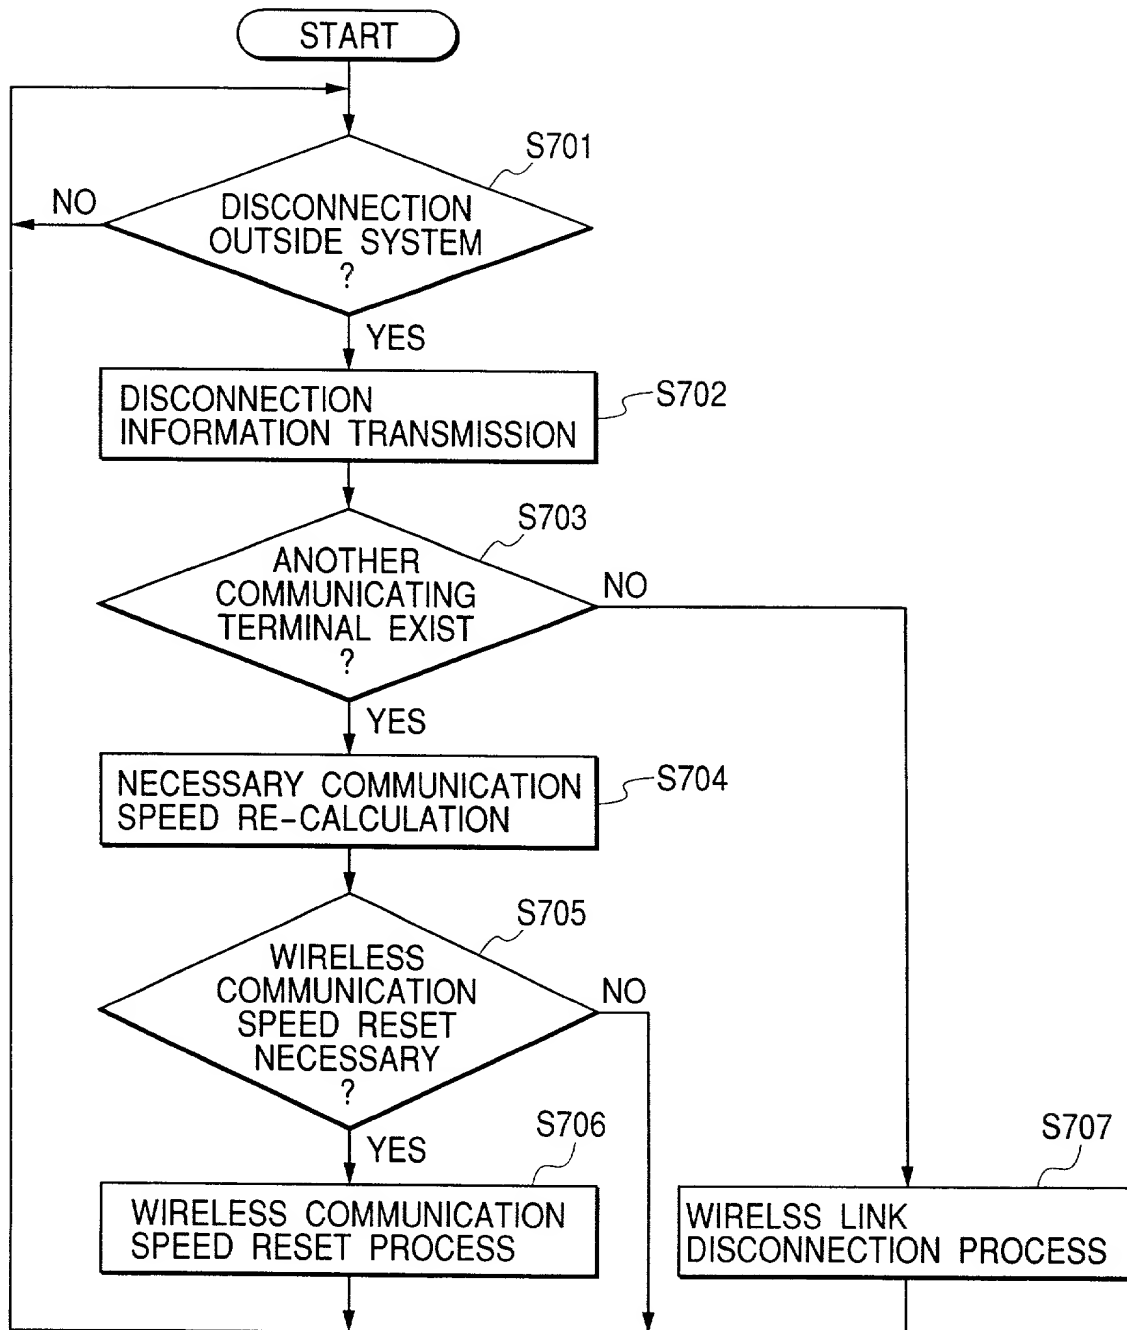 START
S701
NO
DISCONNECTION
OUTSIDE SYSTEM
?
YES
DISCONNECTION
INFORMATION TRANSMISSION
S702
S703
ANOTHER
COMMUNICATING
TERMINAL EXIST
?
NO
YES
NECESSARY COMMUNICATION
SPEED RE-CALCULATION
S704
S705
WIRELESS
COMMUNICATION
SPEED RESET
NECESSARY
?
NO
YES
S706
WIRELESS COMMUNICATION
SPEED RESET PROCESS
S707
WIRELSS LINK
DISCONNECTION PROCESS